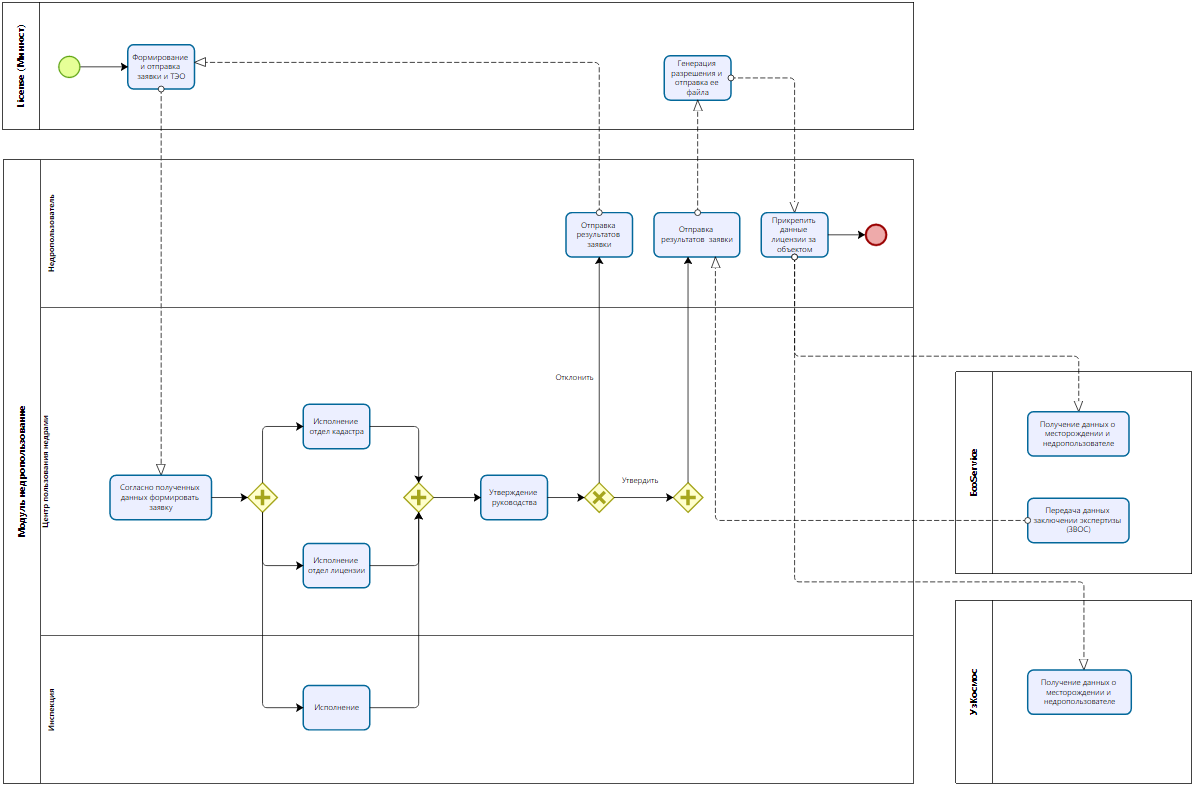 License (Минюст)
Формирование
и отправка
заявки и ТЭО
Генерация
разрешения и
отправка ее
файла
Модуль недропользование
Недропользователь
Отправка
результатов
заявки
Отправка
результатов заявки
Прикрепить
данные
лицензии за
объектом
Центр пользования недрами
Отклонить
Исполнение
отдел кадастра
Согласно полученных
данных формировать
заявку
Утверждение
руководства
Утвердить
Исполнение
отдел лицензии
Инспекция
Исполнение
EcoService
Получение данных о
месторождении и
недропользователе
Передача данных
заключении экспертизы
(ЗВОС)
УзКосмос
Получение данных о
месторождении и
недропользователе